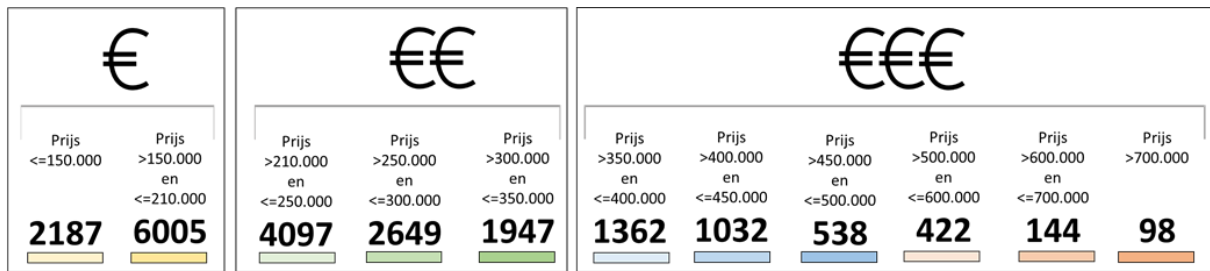 €
Prijs
<=150.000
2187
Prijs
>150.000
en
<=210.000
6005
€€
Prijs
>210.000
en
<=250.000
4097
Prijs
>250.000
en
<=300.000
2649
Prijs
>300.000
en
<=350.000
1947
€€€
Prijs
>350.000
en
<=400.000
1362
Prijs
>400.000
en
<=450.000
1032
Prijs
>450.000
en
<=500.000
538
Prijs
>500.000
en
<=600.000
422
Prijs
>600.000
en
<=700.000
144
Prijs
>700.000
98